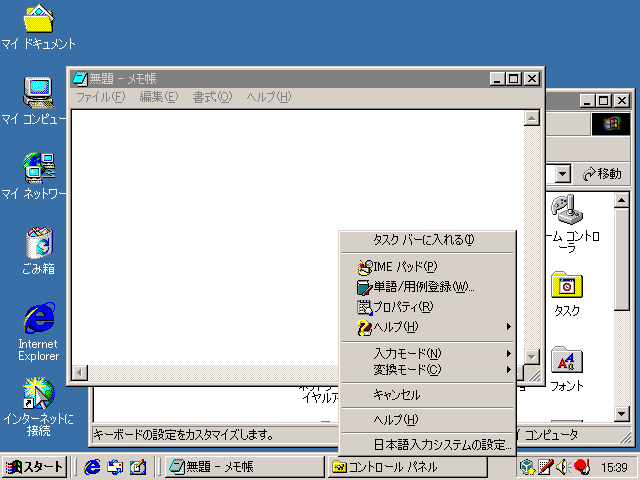 マイ ドキュメント
マイ コンピュー
マイ ネットワー
ごみ箱
Internet
Explorer
インターネットに
接続
無題 - メモ帳
ファイル(F) 編集(E) 書式(O) ヘルプ(H)
移動
ーム コントロ
ーラ
タスク
フォント
タスク バーに入れる(I)
IME パッド(P)
単語/用例登録(W)...
プロパティ(R)
ヘルプ(H)
入力モード(N)
変換モード(C)
キャンセル
ヘルプ(H)
日本語入力システムの設定...
イヤルア
キーボードの設定をカスタマイズします。
イ コンピュータ
スタート
無題 - メモ帳
コントロール パネル
15:39